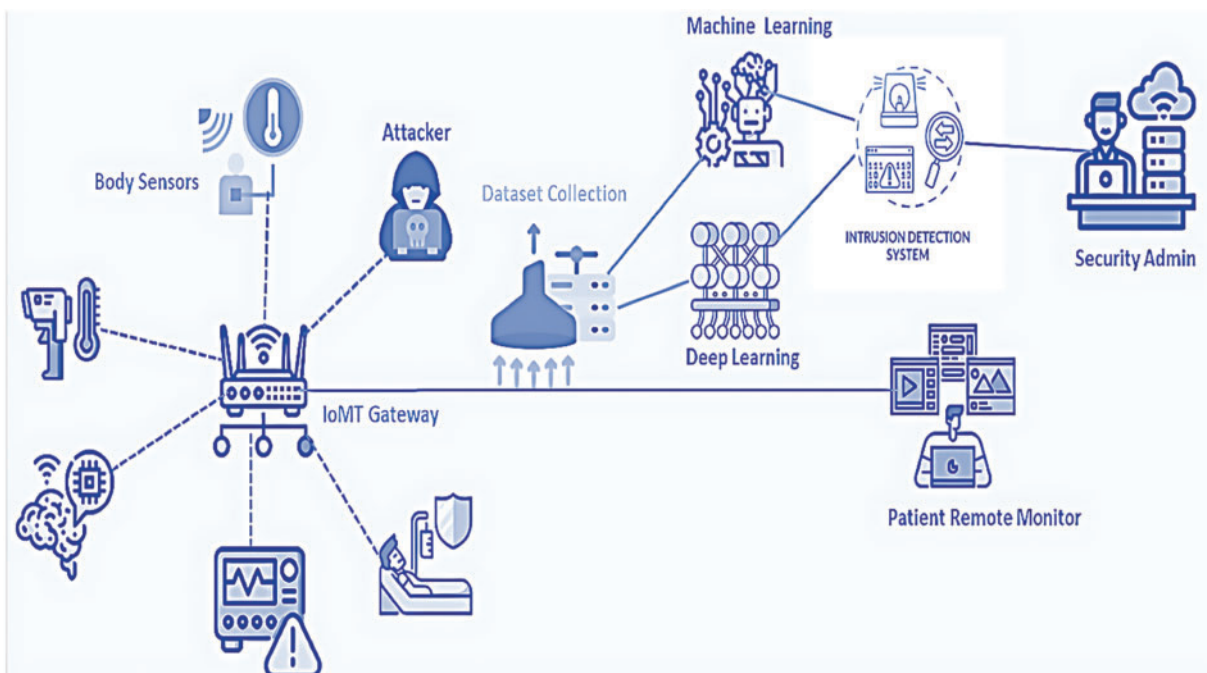 Machine Learning
Attacker
Body Sensors
Dataset Collection
INTRUSION DETECTION
SYSTEM
Security Admin
Deep Learning
IoMT Gateway
Patient Remote Monitor